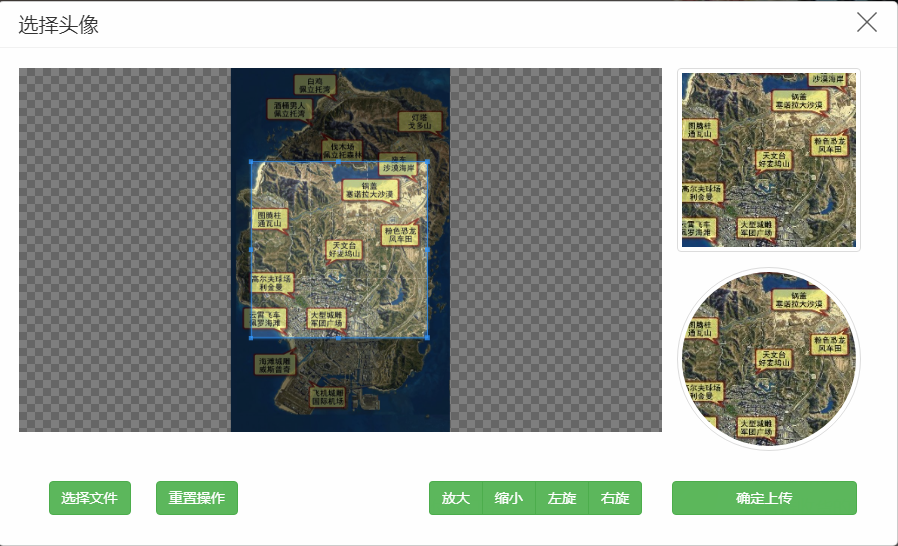 选择头像
白鸡
佩立托湾
酒桶男人
佩立托湾
灯塔
戈多山
伐木场
佩立托森林
沙漠海岸
锅盖
塞诺拉大沙漠
图腾柱
通瓦山
粉色恐龙
风车田
天文台
好麦坞山
高尔夫球场
利金曼
云霄飞车
佩罗海滩
大型城雕
军团广场
海滩城雕
威斯普奇
飞机城雕
国际机场
沙漠海岸
锅盖
塞诺拉大沙漠
图腾柱
通瓦山
粉色恐龙
风车田
天文台
好麦坞山
高尔夫球场
利金曼
云霄飞车
佩罗海滩
大型城雕
军团广场
锅盖
塞诺拉大沙漠
图腾柱
通瓦山
粉色恐龙
风车田
天文台
好麦坞山
高尔夫球场
利金曼
大型城雕
军团广场
选择文件
重置操作
放大
缩小
左旋
右旋
确定上传